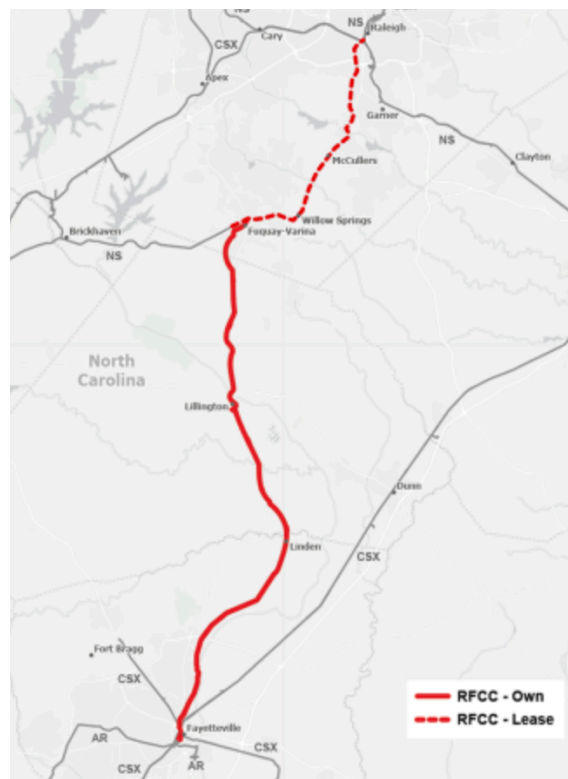 NS
NS
Raleigh
Cary
CSX
Apex
Garner
NS
Clayton
McCullers
Willow Springs
Fuquay-Varina
Brickhaven
NS
North
Carolina
Lillington
Dunn
Linden
CSX
Fort Bragg
CSX
RFCC - Own
RFCC - Lease
Fayetteville
AR
CSX
CSX
AR